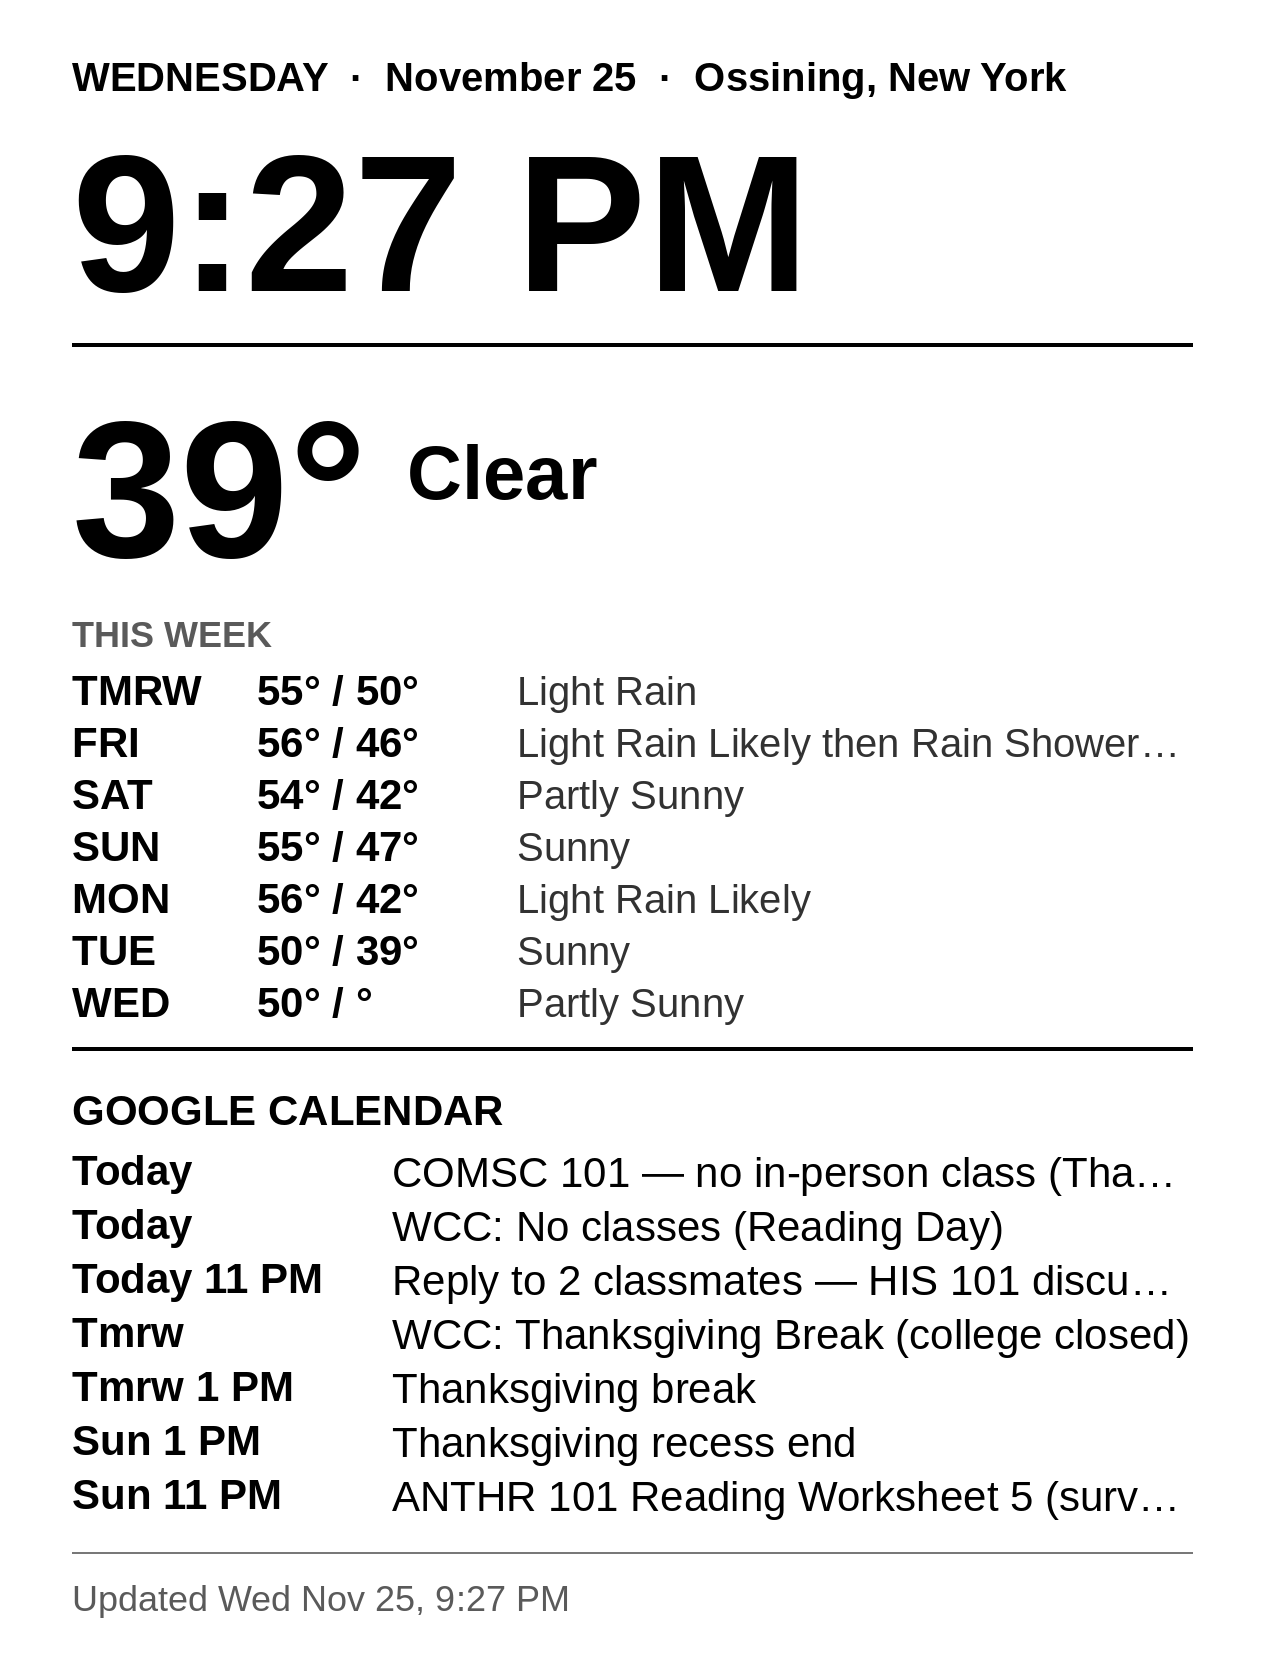 WEDNESDAY · November 25 · Ossining, New York
9:27 PM
39° Clear
THIS WEEK
TMRW 55° / 50° Light Rain
FRI 56° / 46° Light Rain Likely then Rain Shower…
SAT 54° / 42° Partly Sunny
SUN 55° / 47° Sunny
MON 56° / 42° Light Rain Likely
TUE 50° / 39° Sunny
WED 50° / ° Partly Sunny
GOOGLE CALENDAR
Today COMSC 101 — no in-person class (Tha…
Today WCC: No classes (Reading Day)
Today 11 PM Reply to 2 classmates — HIS 101 discu…
Tmrw WCC: Thanksgiving Break (college closed)
Tmrw 1 PM Thanksgiving break
Sun 1 PM Thanksgiving recess end
Sun 11 PM ANTHR 101 Reading Worksheet 5 (surv…
Updated Wed Nov 25, 9:27 PM